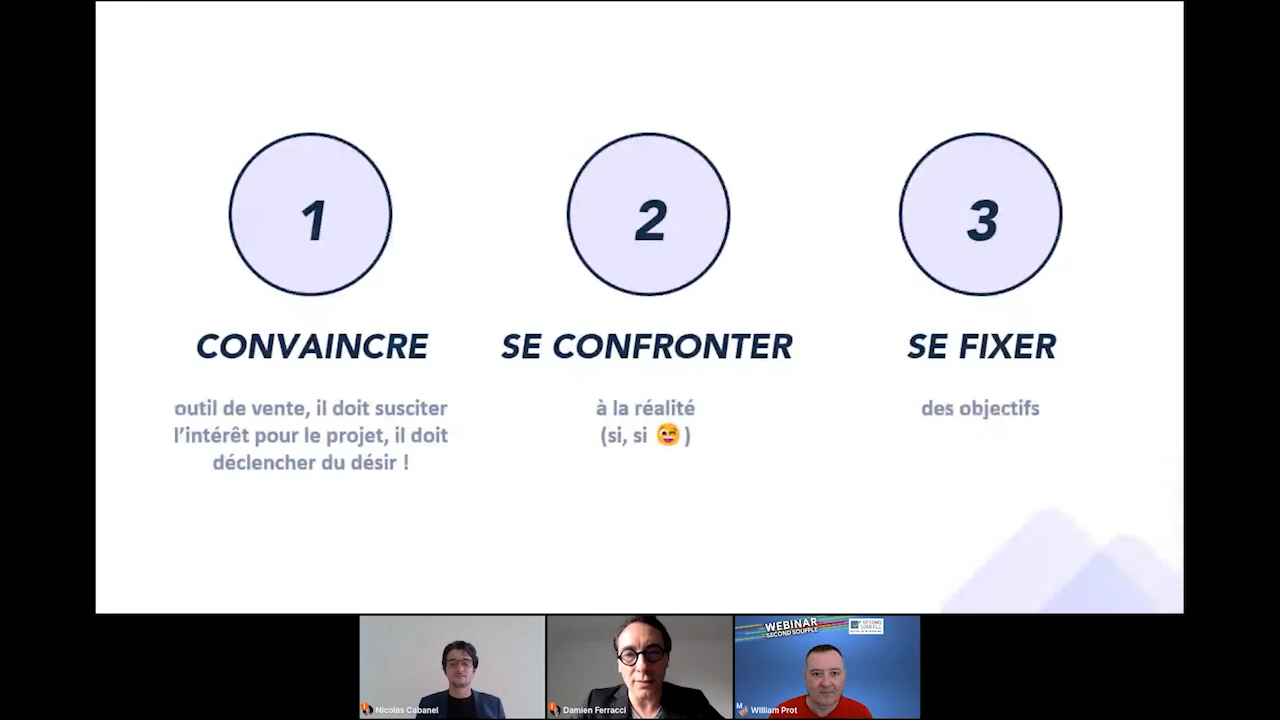 1
2
3
CONVAINCRE
SE CONFRONTER
SE FIXER
outil de vente, il doit susciter
l'intérêt pour le projet, il doit
déclencher du désir !
à la réalité
(si, si 😄)
des objectifs
WEBINAR
SECOND SOUFFLE
SECOND
SOUFFLE
Nicolas Cabanel
Damien Ferracci
William Prot